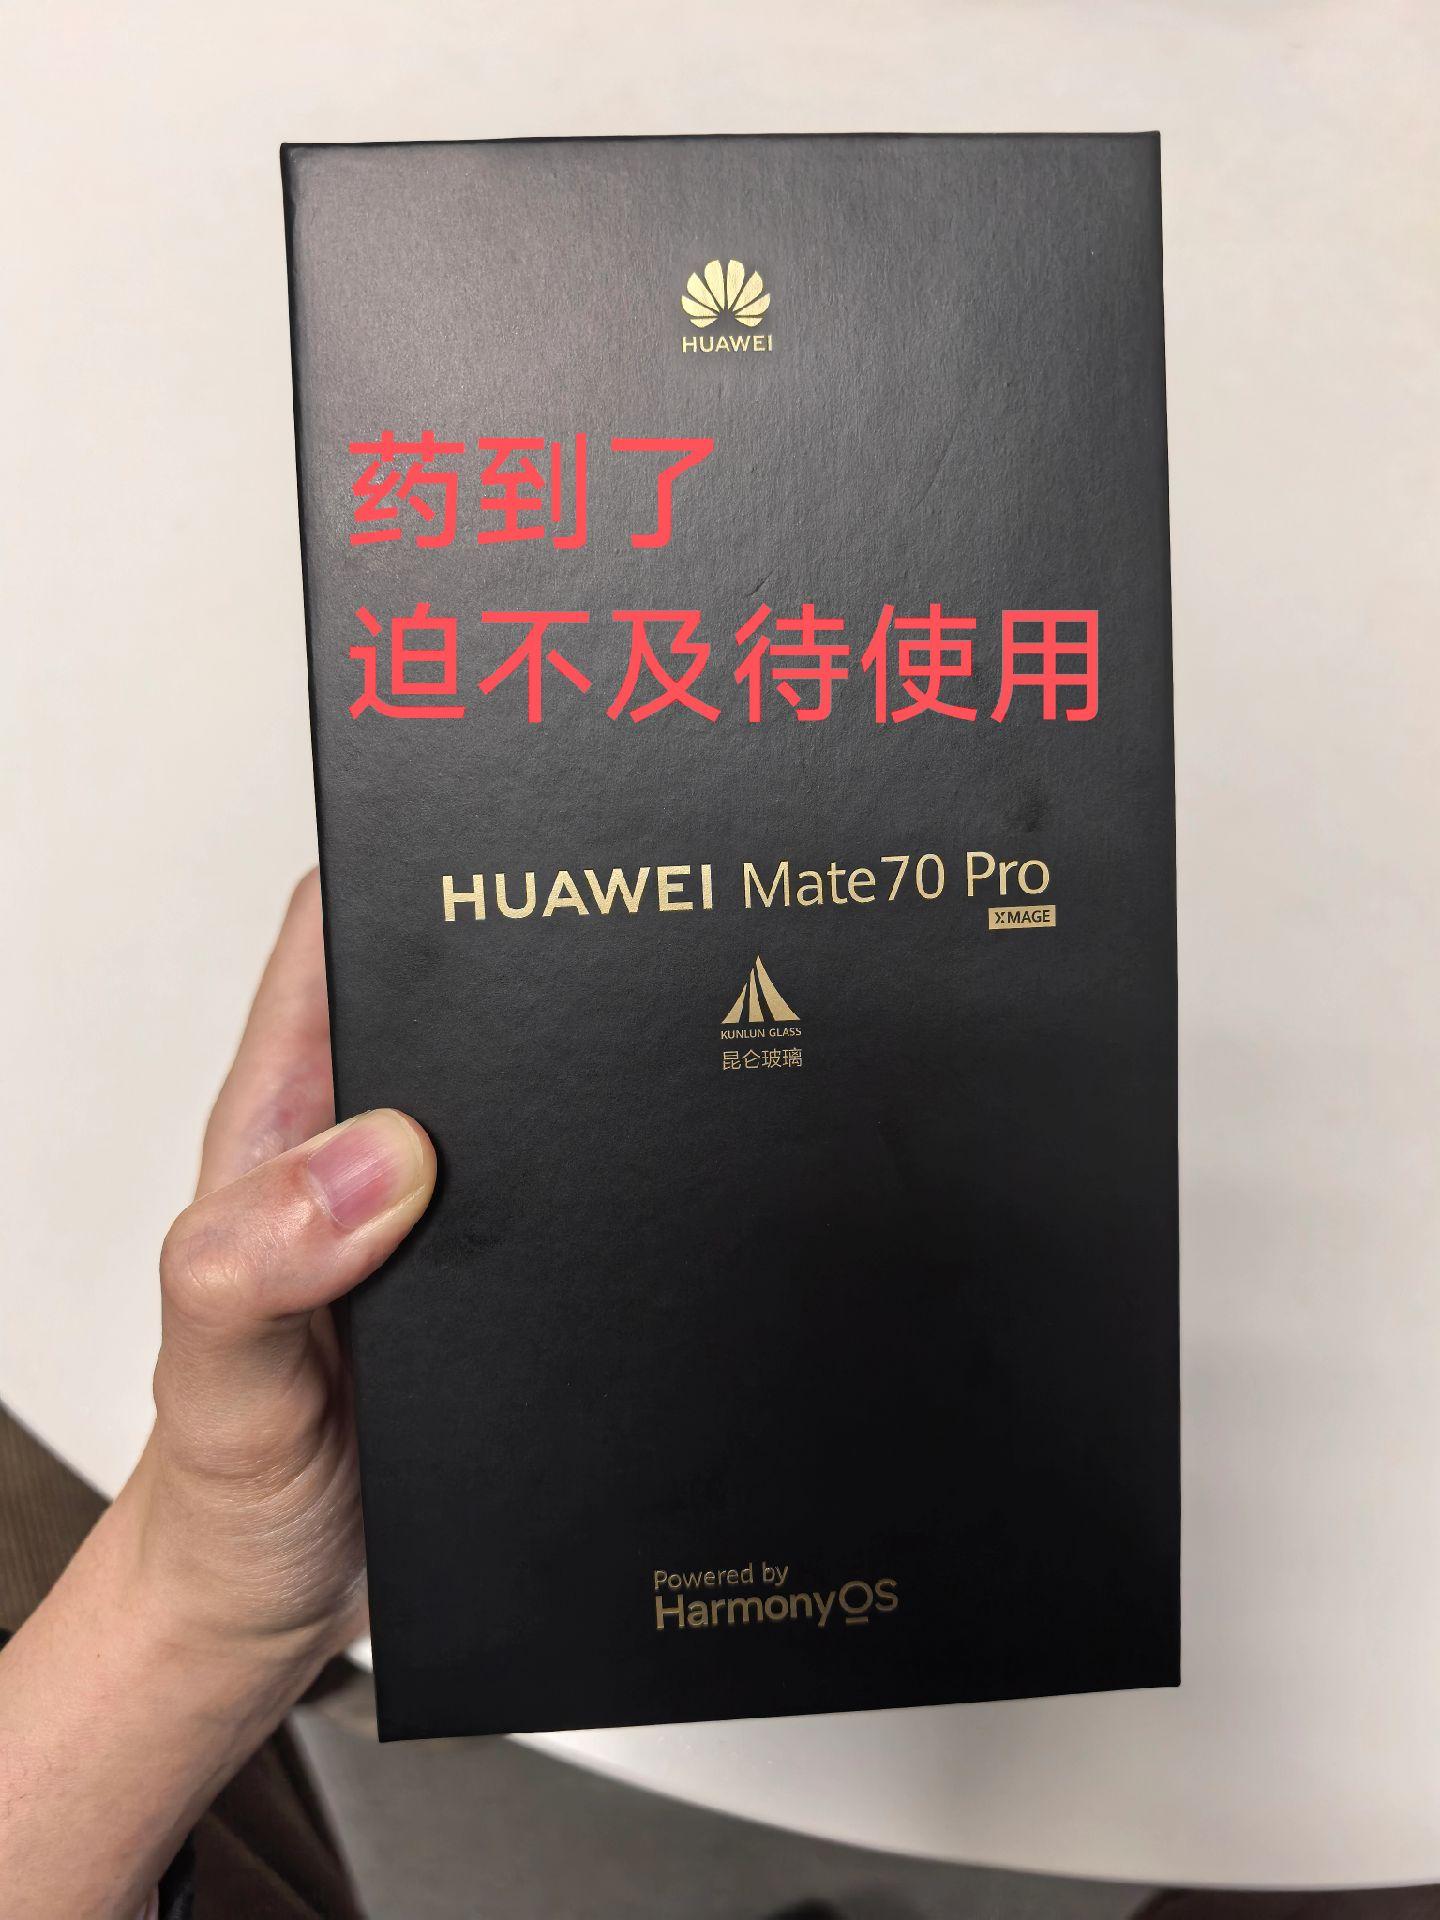 HUAWEI
药到了
迫不及待使用
HUAWEI Mate70 Pro
XMAGE
KUNLUN GLASS
昆仑玻璃
Powered by
HarmonyOS